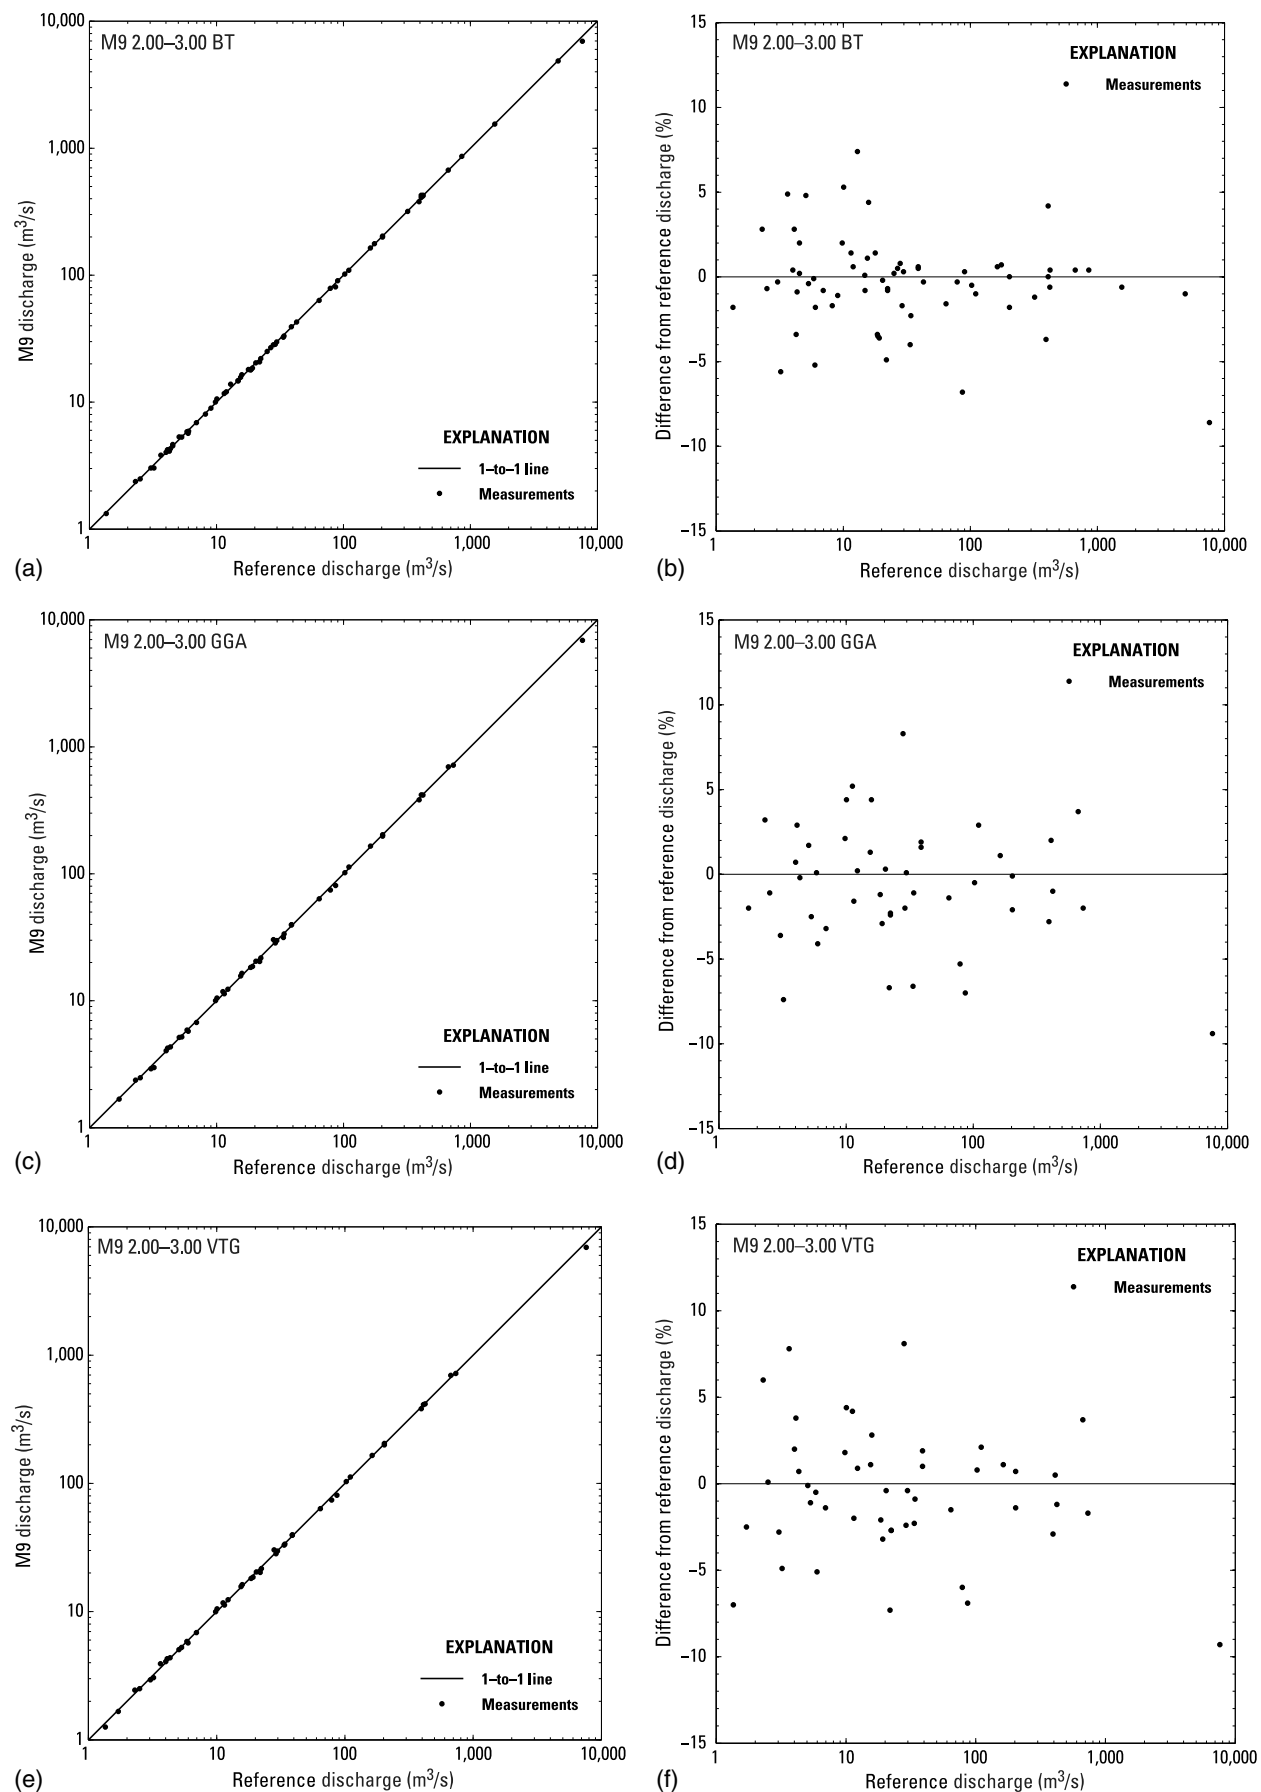 M9 2.00–3.00 BT
10,000
1,000
100
10
1
M9 discharge (m³/s)
EXPLANATION
1–to–1 line
Measurements
1
10
100
1,000
10,000
Reference discharge (m³/s)
(a)
M9 2.00–3.00 BT
EXPLANATION
Measurements
15
10
5
0
−5
−10
−15
Difference from reference discharge (%)
1
10
100
1,000
10,000
Reference discharge (m³/s)
(b)
M9 2.00–3.00 GGA
10,000
1,000
100
10
1
M9 discharge (m³/s)
EXPLANATION
1–to–1 line
Measurements
1
10
100
1,000
10,000
Reference discharge (m³/s)
(c)
M9 2.00–3.00 GGA
EXPLANATION
Measurements
15
10
5
0
−5
−10
−15
Difference from reference discharge (%)
1
10
100
1,000
10,000
Reference discharge (m³/s)
(d)
M9 2.00–3.00 VTG
10,000
1,000
100
10
1
M9 discharge (m³/s)
EXPLANATION
1–to–1 line
Measurements
1
10
100
1,000
10,000
Reference discharge (m³/s)
(e)
M9 2.00–3.00 VTG
EXPLANATION
Measurements
15
10
5
0
−5
−10
−15
Difference from reference discharge (%)
1
10
100
1,000
10,000
Reference discharge (m³/s)
(f)